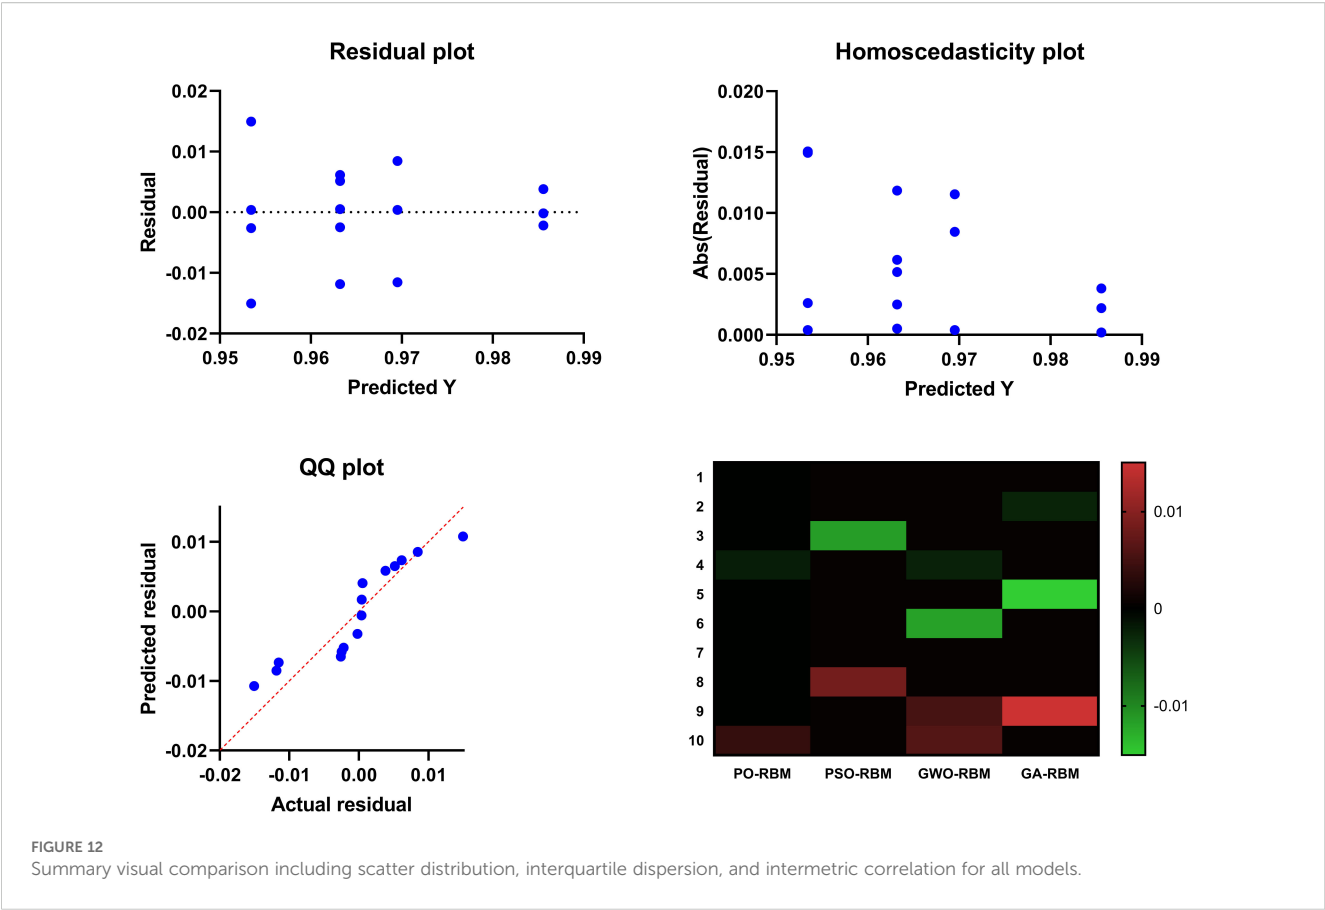 Residual plot
0.02
0.01
0.00
-0.01
-0.02
Residual
0.95 0.96 0.97 0.98 0.99
Predicted Y
Homoscedasticity plot
0.020
0.015
0.010
0.005
0.000
Abs(Residual)
0.95 0.96 0.97 0.98 0.99
Predicted Y
QQ plot
0.01
0.00
-0.01
-0.02
Predicted residual
-0.02 -0.01 0.00 0.01
Actual residual
1
2
3
4
5
6
7
8
9
10
PO-RBM PSO-RBM GWO-RBM GA-RBM
0.01
0
-0.01
FIGURE 12
Summary visual comparison including scatter distribution, interquartile dispersion, and intermetric correlation for all models.